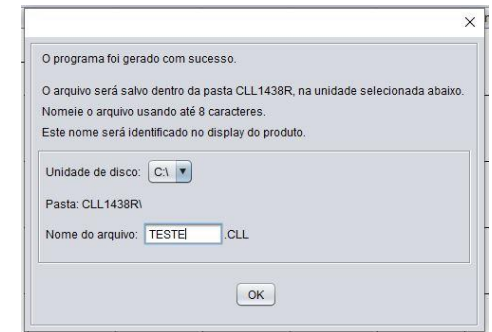 O programa foi gerado com sucesso.
O arquivo será salvo dentro da pasta CLL1438R, na unidade selecionada abaixo.
Nomeie o arquivo usando até 8 caracteres.
Este nome será identificado no display do produto.
Unidade de disco: C:\
Pasta: CLL1438R\
Nome do arquivo: TESTE .CLL
OK